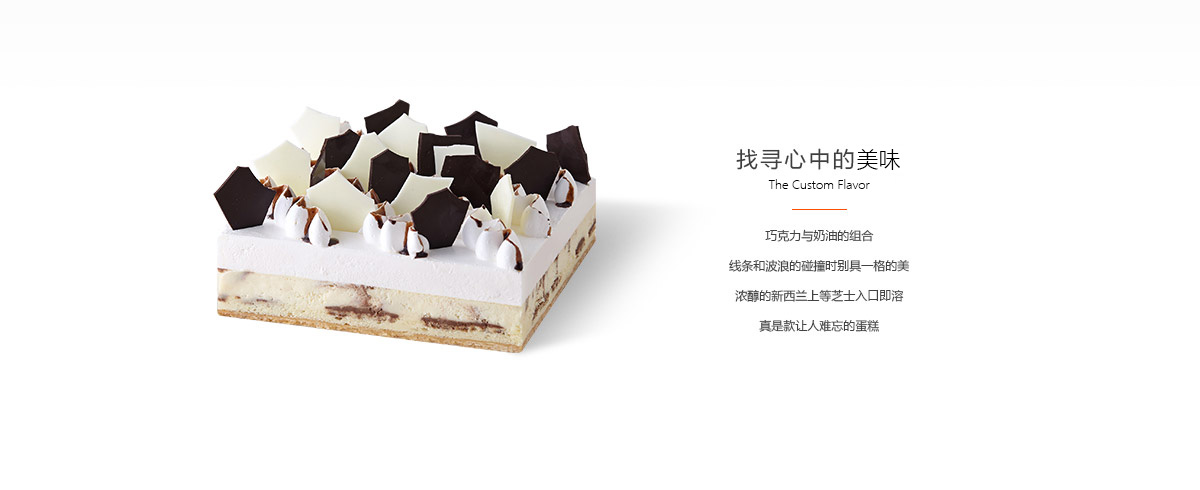 找寻心中的美味
The Custom Flavor
巧克力与奶油的组合
线条和波浪的碰撞时别具一格的美
浓醇的新西兰上等芝士入口即溶
真是款让人难忘的蛋糕